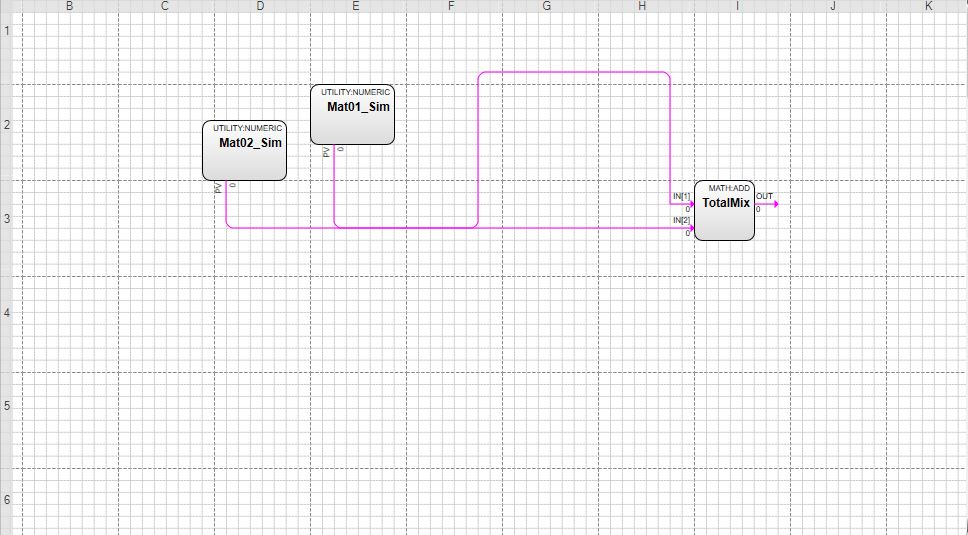 B C D E F G H I J K
1
UTILITY:NUMERIC
Mat01_Sim
2
UTILITY:NUMERIC
Mat02_Sim
PV 0
PV 0
MATH:ADD
IN[1] TotalMix OUT
0 0
3
IN[2]
0
4
5
6